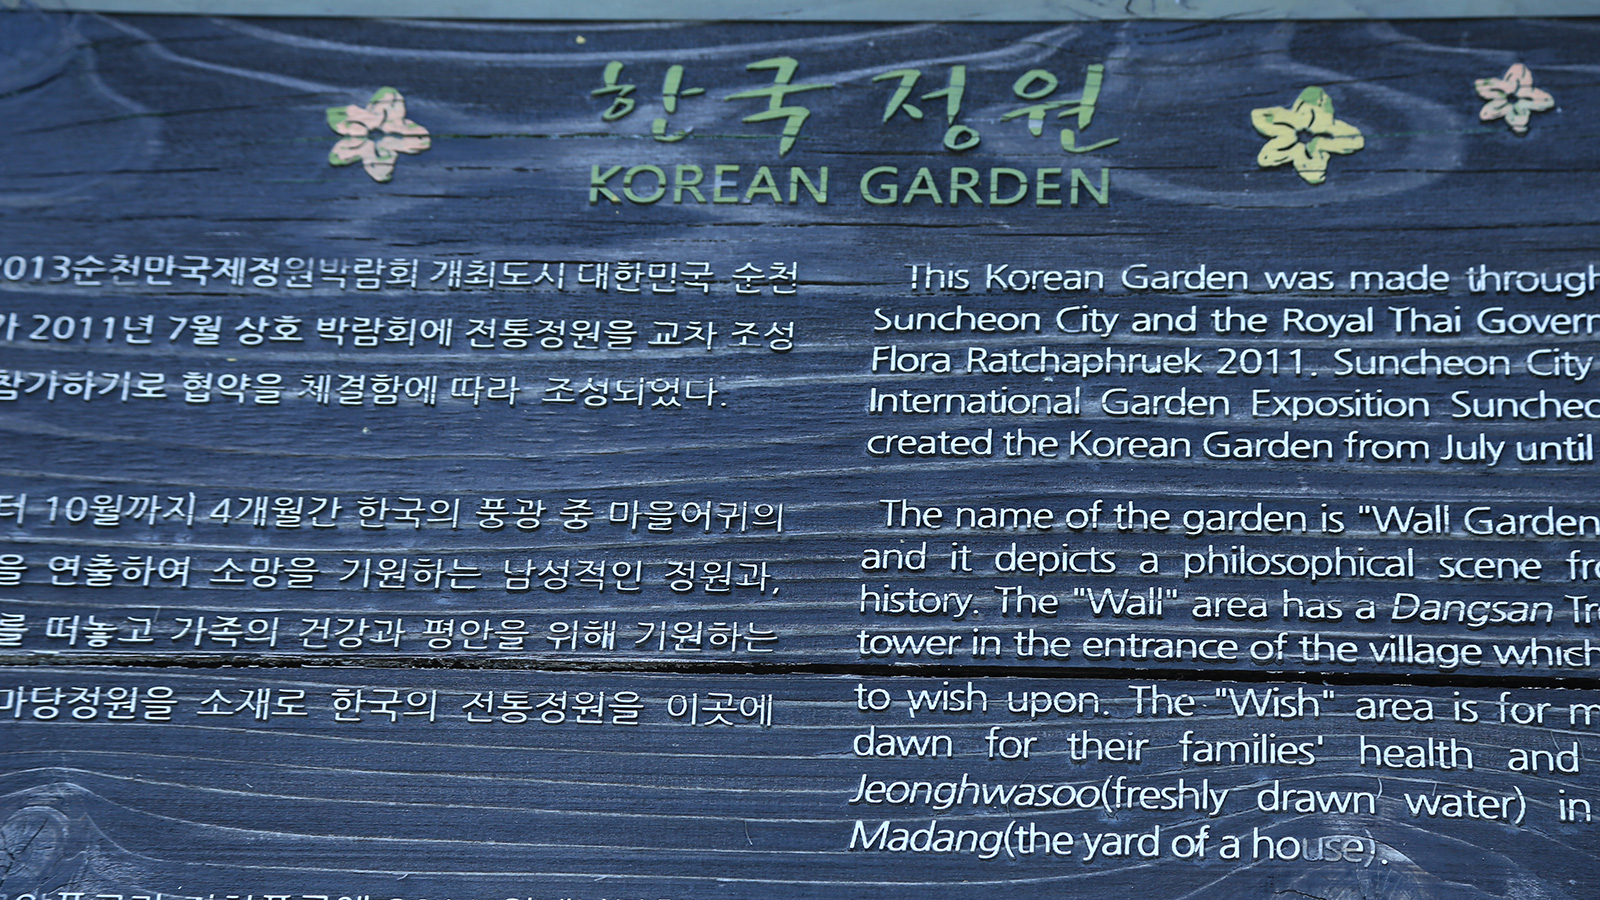 한국정원
KOREAN GARDEN
2013순천만국제정원박람회 개최도시 대한민국 순천
가 2011년 7월 상호 박람회에 전통정원을 교차 조성
참가하기로 협약을 체결함에 따라 조성되었다.
터 10월까지 4개월간 한국의 풍광 중 마을어귀의
을 연출하여 소망을 기원하는 남성적인 정원과,
를 떠놓고 가족의 건강과 평안을 위해 기원하는
마당정원을 소재로 한국의 전통정원을 이곳에
This Korean Garden was made through
Suncheon City and the Royal Thai Govern
Flora Ratchaphruek 2011. Suncheon City
International Garden Exposition Suncheo
created the Korean Garden from July until
The name of the garden is "Wall Garden
and it depicts a philosophical scene fro
history. The "Wall" area has a Dangsan Tr
tower in the entrance of the village which
to wish upon. The "Wish" area is for m
dawn for their families' health and
Jeonghwasoo(freshly drawn water) in
Madang(the yard of a house).